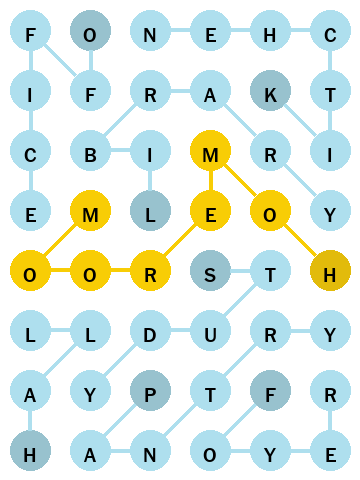 F O N E H C
I F R A K T
C B I M R I
E M L E O Y
O O R S T H
L L D U R Y
A Y P T F R
H A N O Y E